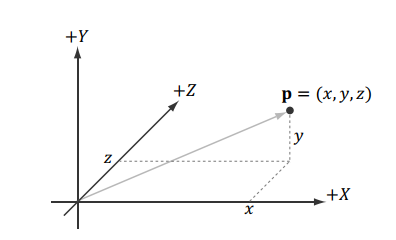 +Y
+Z
p = (x, y, z)
y
z
+X
x